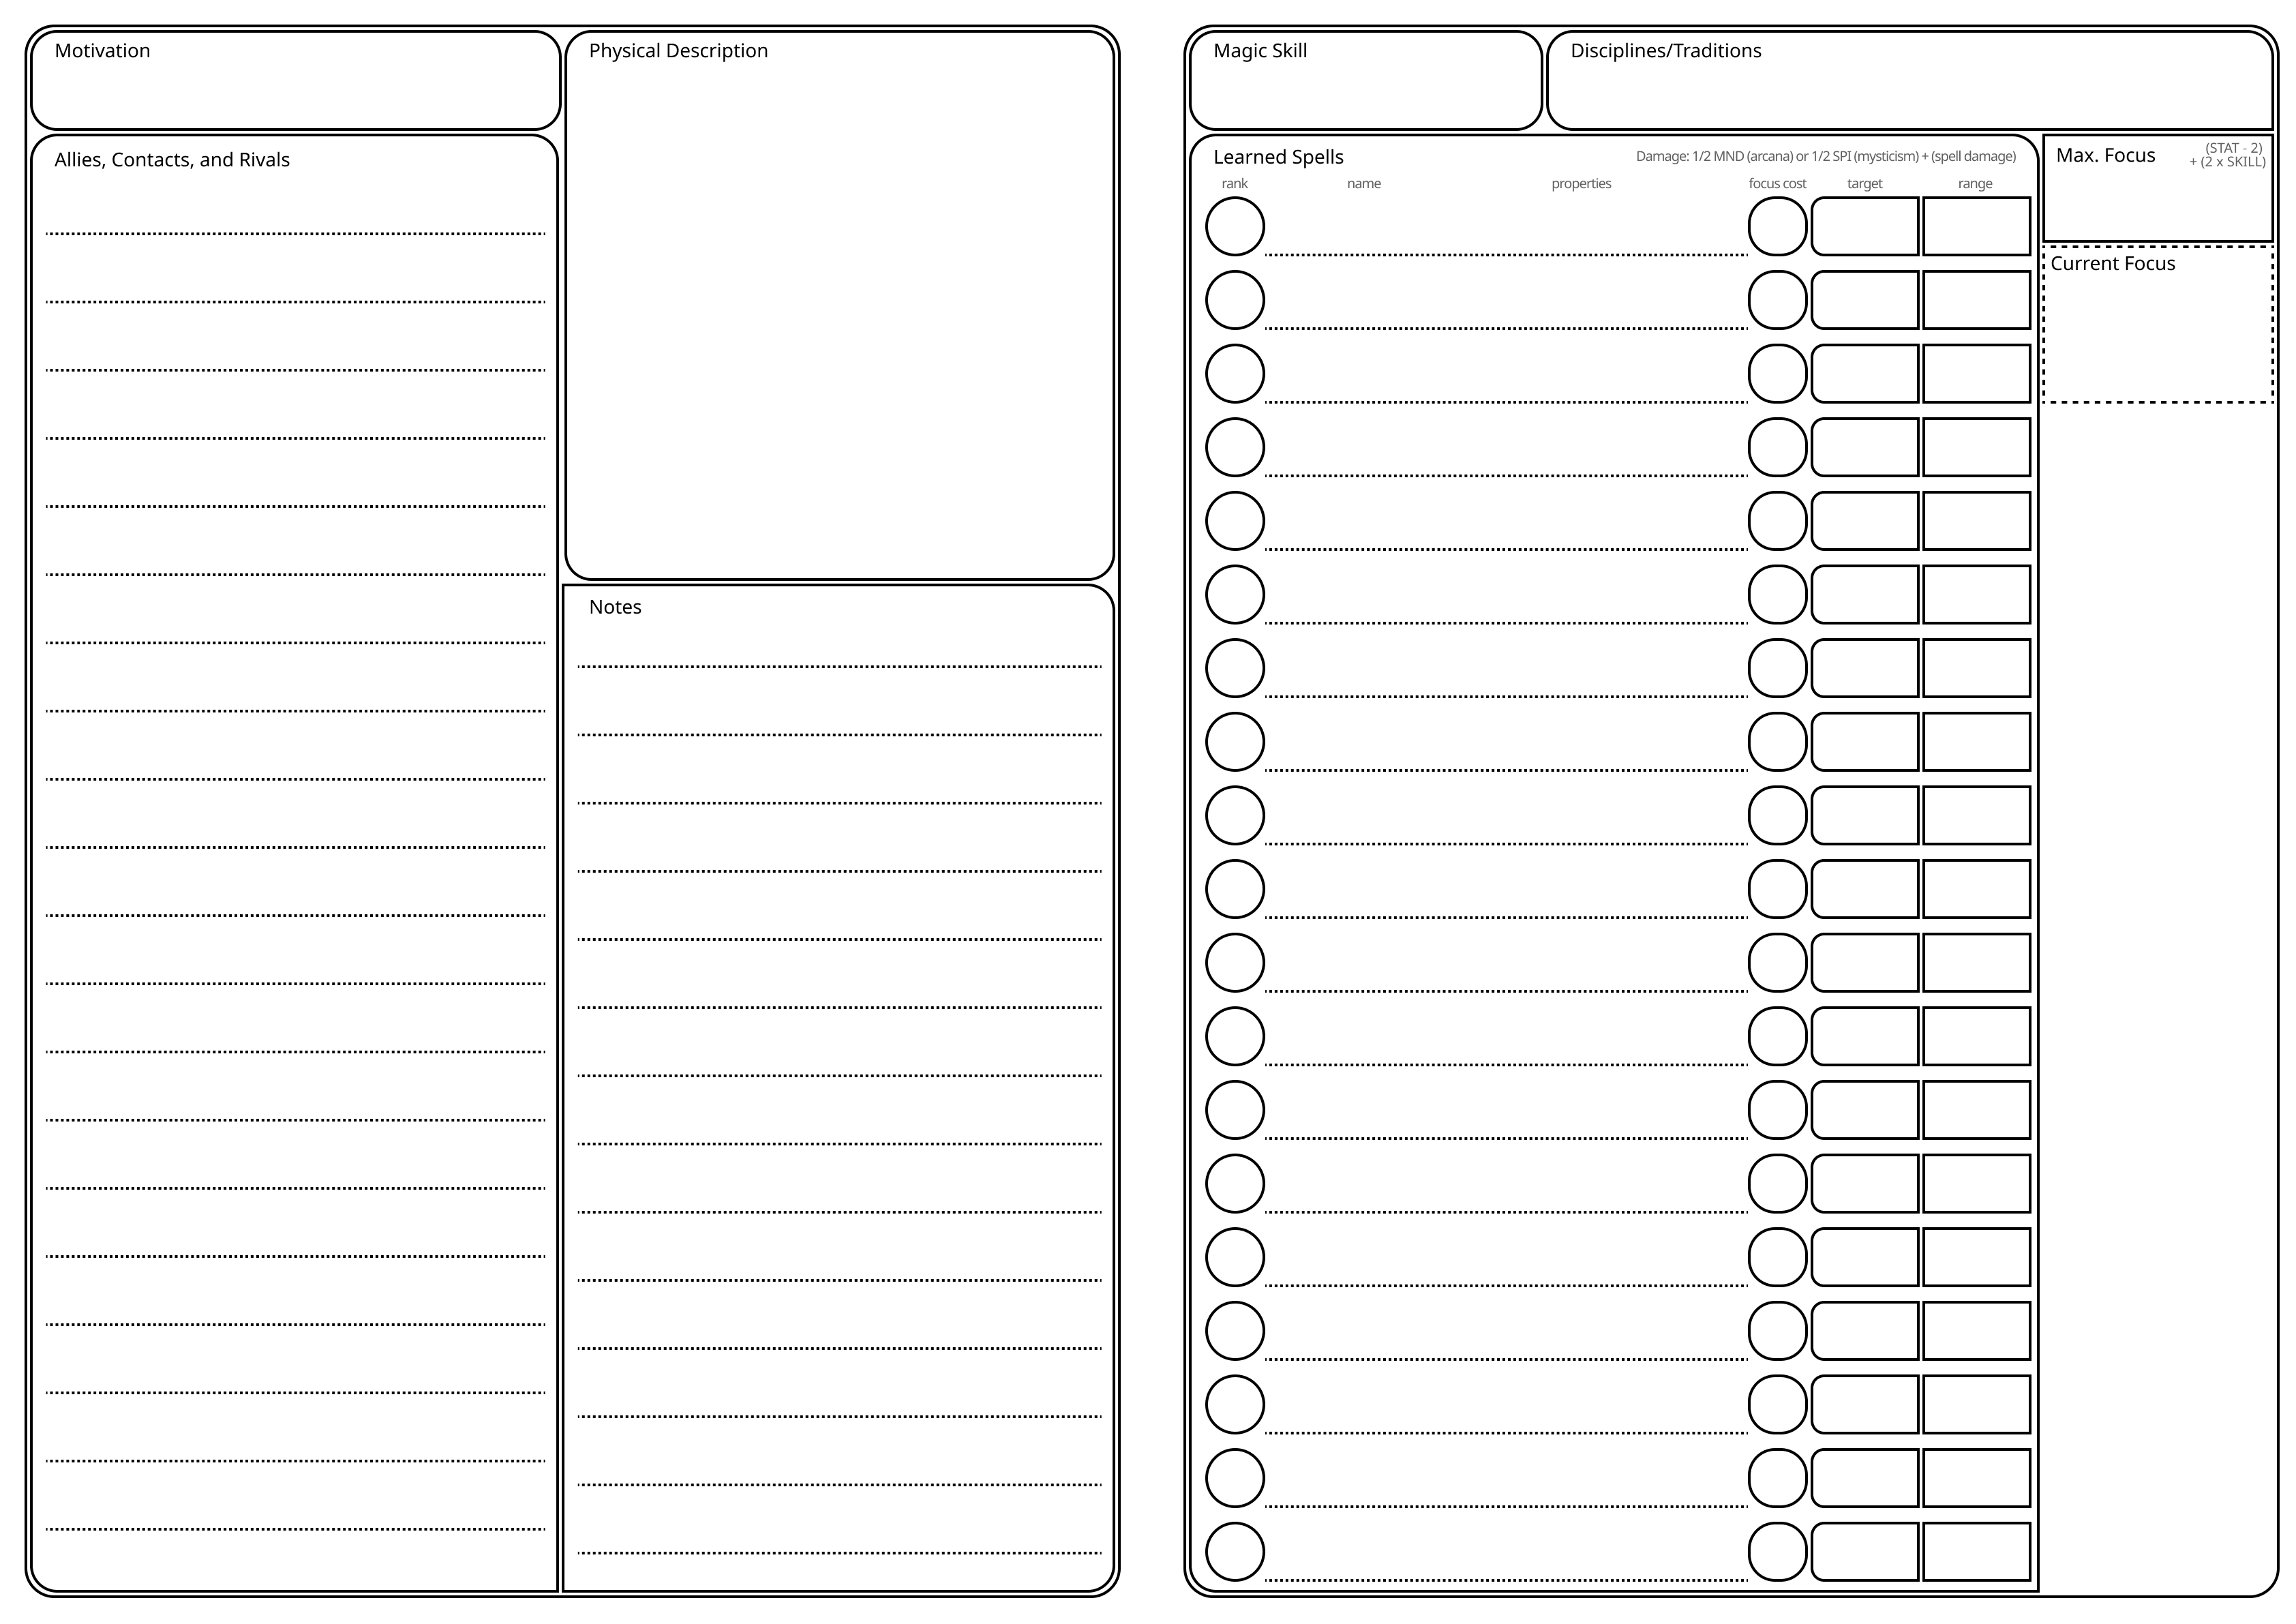 Motivation
Physical Description
Allies, Contacts, and Rivals
Notes
Magic Skill
Disciplines/Traditions
Learned Spells
Damage: 1/2 MND (arcana) or 1/2 SPI (mysticism) + (spell damage)
rank name properties focus cost target range
Max. Focus
(STAT - 2)
+ (2 x SKILL)
Current Focus